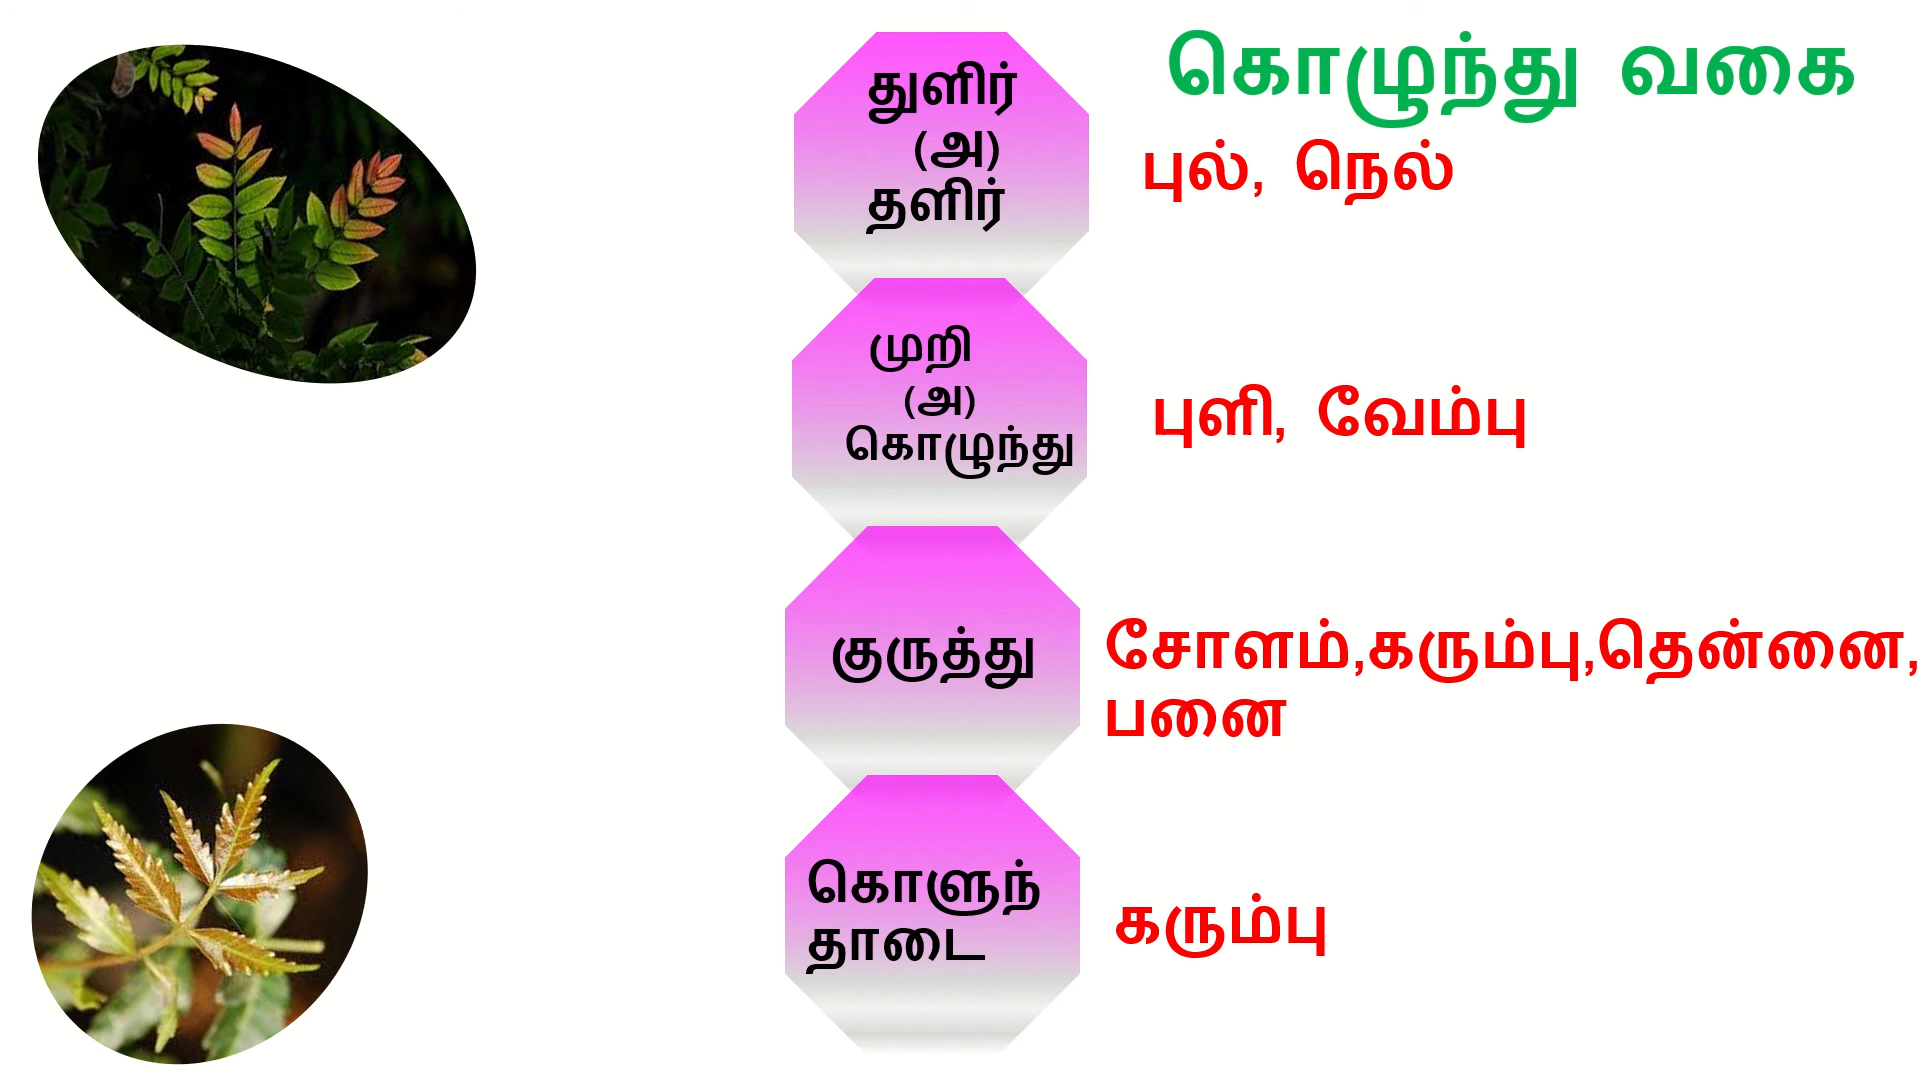 கொழுந்து வகை
துளிர்
(அ)
தளிர்
புல், நெல்
முறி
(அ)
கொழுந்து
புளி, வேம்பு
குருத்து
சோளம்,கரும்பு,தென்னை,
பனை
கொளுந்
தாடை
கரும்பு